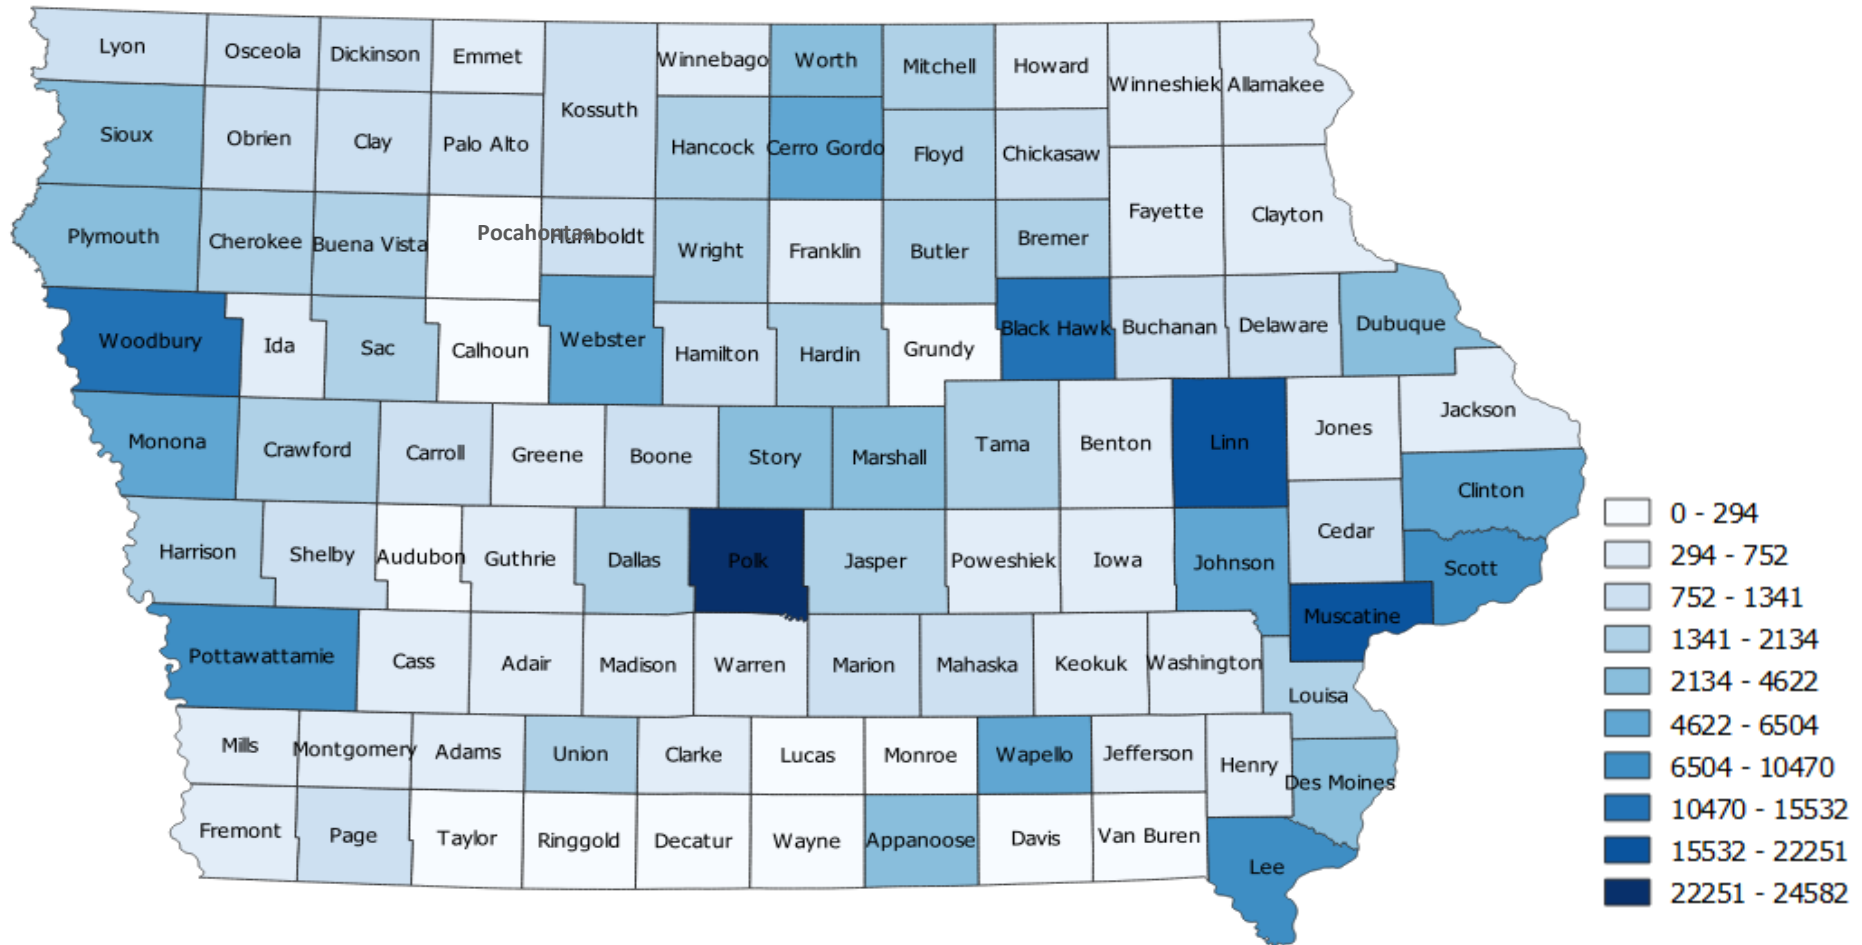 Lyon
Osceola
Dickinson
Emmet
Kossuth
Winnebago
Worth
Mitchell
Howard
Winneshiek
Allamakee
Sioux
Obrien
Clay
Palo Alto
Hancock
Cerro Gordo
Floyd
Chickasaw
Plymouth
Cherokee
Buena Vista
Pocahontas
Humboldt
Wright
Franklin
Butler
Bremer
Fayette
Clayton
Woodbury
Ida
Sac
Calhoun
Webster
Hamilton
Hardin
Grundy
Black Hawk
Buchanan
Delaware
Dubuque
Monona
Crawford
Carroll
Greene
Boone
Story
Marshall
Tama
Benton
Linn
Jones
Jackson
Clinton
Harrison
Shelby
Audubon
Guthrie
Dallas
Polk
Jasper
Poweshiek
Iowa
Johnson
Cedar
Scott
Muscatine
Pottawattamie
Cass
Adair
Madison
Warren
Marion
Mahaska
Keokuk
Washington
Louisa
Mills
Montgomery
Adams
Union
Clarke
Lucas
Monroe
Wapello
Jefferson
Henry
Des Moines
Fremont
Page
Taylor
Ringgold
Decatur
Wayne
Appanoose
Davis
Van Buren
Lee
0 - 294
294 - 752
752 - 1341
1341 - 2134
2134 - 4622
4622 - 6504
6504 - 10470
10470 - 15532
15532 - 22251
22251 - 24582